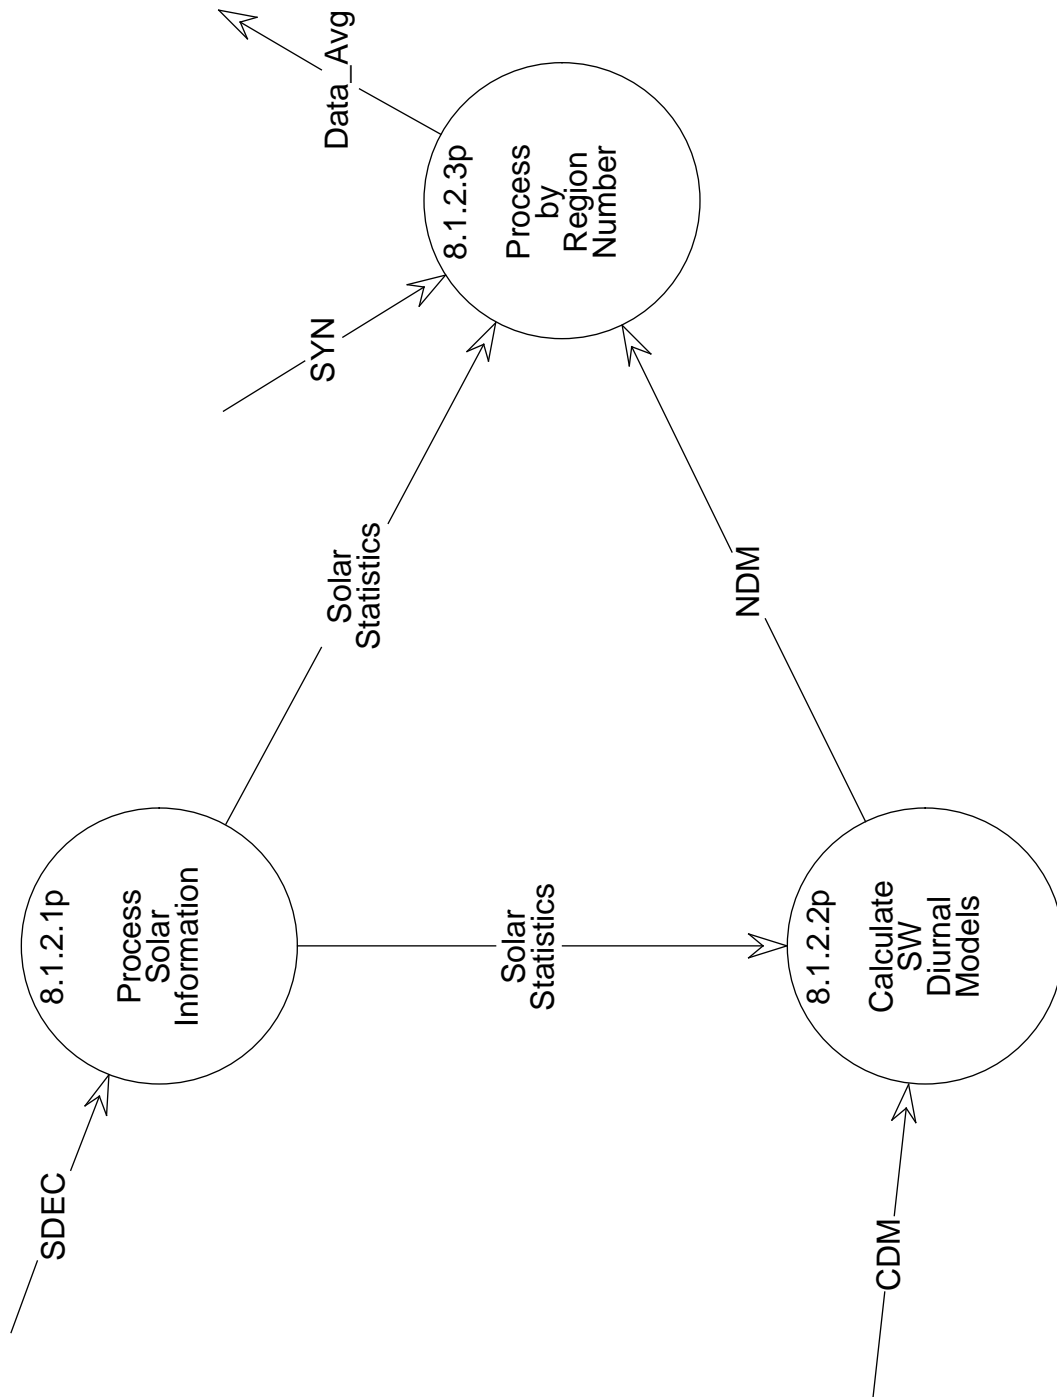 SDEC
8.1.2.1p
Process
Solar
Information
Solar
Statistics
SYN
8.1.2.3p
Process
by
Region
Number
Data_Avg
Solar
Statistics
CDM
8.1.2.2p
Calculate
SW
Diurnal
Models
NDM